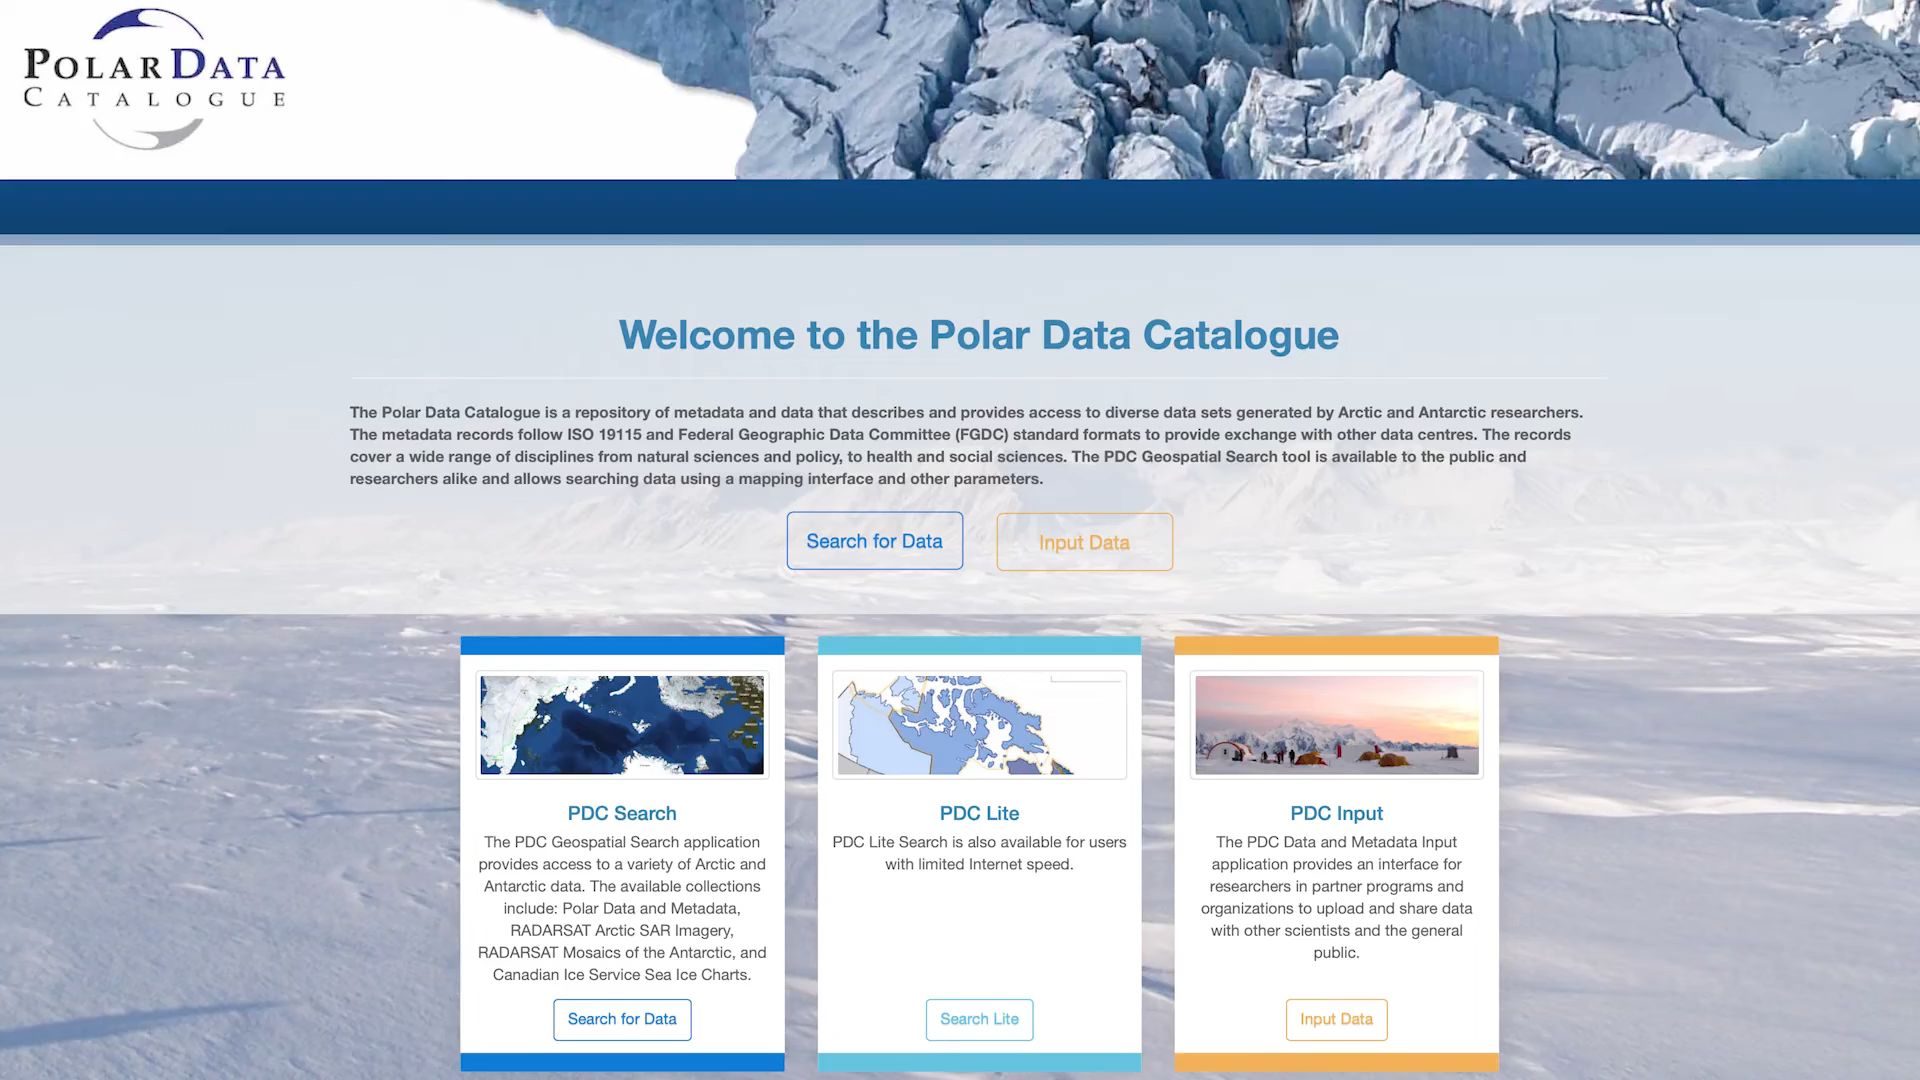 POLAR DATA
CATALOGUE
Welcome to the Polar Data Catalogue
The Polar Data Catalogue is a repository of metadata and data that describes and provides access to diverse data sets generated by Arctic and Antarctic researchers.
The metadata records follow ISO 19115 and Federal Geographic Data Committee (FGDC) standard formats to provide exchange with other data centres. The records
cover a wide range of disciplines from natural sciences and policy, to health and social sciences. The PDC Geospatial Search tool is available to the public and
researchers alike and allows searching data using a mapping interface and other parameters.
Search for Data
Input Data
PDC Search
The PDC Geospatial Search application
provides access to a variety of Arctic and
Antarctic data. The available collections
include: Polar Data and Metadata,
RADARSAT Arctic SAR Imagery,
RADARSAT Mosaics of the Antarctic, and
Canadian Ice Service Sea Ice Charts.
Search for Data
PDC Lite
PDC Lite Search is also available for users
with limited Internet speed.
Search Lite
PDC Input
The PDC Data and Metadata Input
application provides an interface for
researchers in partner programs and
organizations to upload and share data
with other scientists and the general
public.
Input Data